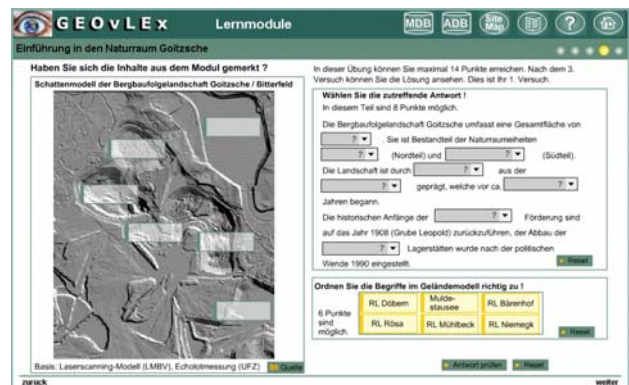 GEOvLEx
Lernmodule
MDB
ADB
Site Map
?
Einführung in den Naturraum Goitzsche
Haben Sie sich die Inhalte aus dem Modul gemerkt ?
Schattenmodell der Bergbaufolgelandschaft Goitzsche / Bitterfeld
Basis: Laserscanning-Modell (LMBV), Echolotmessung (UFZ)
Quelle
In dieser Übung können Sie maximal 14 Punkte erreichen. Nach dem 3.
Versuch können Sie die Lösung ansehen. Dies ist Ihr 1. Versuch.
Wählen Sie die zutreffende Antwort !
In diesem Teil sind 8 Punkte möglich.
Die Bergbaufolgelandschaft Goitzsche umfasst eine Gesamtfläche von
? . Sie ist Bestandteil der Naturraumeiheiten
? (Nordteil) und ? (Südteil).
Die Landschaft ist durch ? aus der
? geprägt, welche vor ca. ?
Jahren begann.
Die historischen Anfänge der ? Förderung sind
auf das Jahr 1908 (Grube Leopold) zurückzuführen, der Abbau der
? Lagerstätten wurde nach der politischen
Wende 1990 eingestellt.
Reset
Ordnen Sie die Begriffe im Geländemodell richtig zu !
6 Punkte
sind
möglich.
RL Döbern
Mulde-
stausee
RL Bärenhof
RL Rösa
RL Mühlbeck
RL Niemegk
Reset
Antwort prüfen
Reset
zurück
weiter